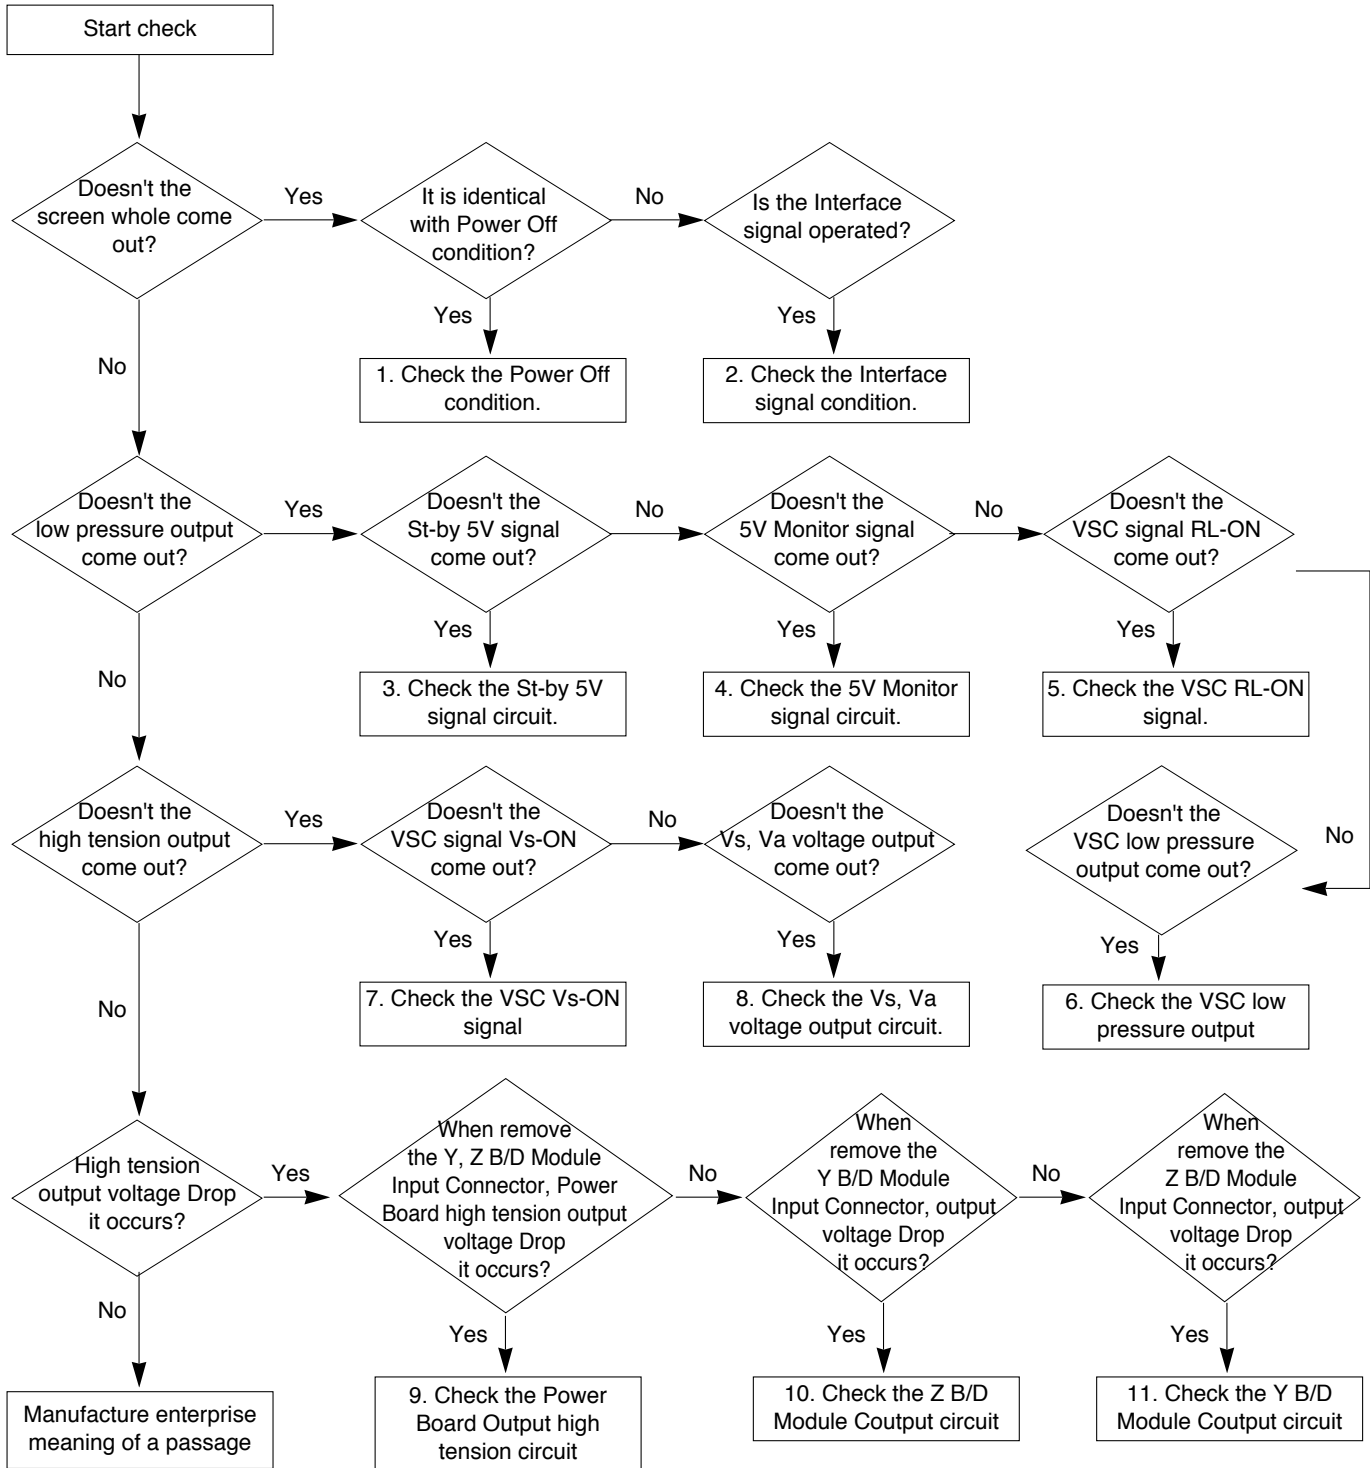 Start check
Doesn't the
screen whole come
out?
Yes
It is identical
with Power Off
condition?
No
Is the Interface
signal operated?
No
Yes
1. Check the Power Off
condition.
Yes
2. Check the Interface
signal condition.
Doesn't the
low pressure output
come out?
Yes
Doesn't the
St-by 5V signal
come out?
No
Doesn't the
5V Monitor signal
come out?
No
Doesn't the
VSC signal RL-ON
come out?
No
Yes
3. Check the St-by 5V
signal circuit.
Yes
4. Check the 5V Monitor
signal circuit.
Yes
5. Check the VSC RL-ON
signal.
Doesn't the
high tension output
come out?
Yes
Doesn't the
VSC signal Vs-ON
come out?
No
Doesn't the
Vs, Va voltage output
come out?
Doesn't the
VSC low pressure
output come out?
No
No
Yes
7. Check the VSC Vs-ON
signal
Yes
8. Check the Vs, Va
voltage output circuit.
Yes
6. Check the VSC low
pressure output
High tension
output voltage Drop
it occurs?
Yes
When remove
the Y, Z B/D Module
Input Connector, Power
Board high tension output
voltage Drop
it occurs?
No
When
remove the
Y B/D Module
Input Connector, output
voltage Drop
it occurs?
No
When
remove the
Z B/D Module
Input Connector, output
voltage Drop
it occurs?
No
Manufacture enterprise
meaning of a passage
Yes
9. Check the Power
Board Output high
tension circuit
Yes
10. Check the Z B/D
Module Coutput circuit
Yes
11. Check the Y B/D
Module Coutput circuit